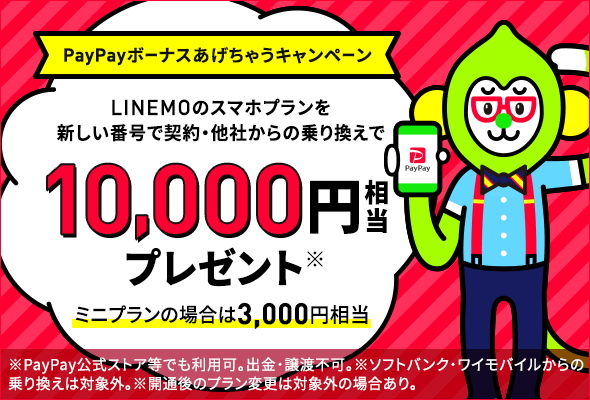 PayPayボーナスあげちゃうキャンペーン
LINEMOのスマホプランを
新しい番号で契約・他社からの乗り換えで
10,000円相当
プレゼント※
ミニプランの場合は3,000円相当
PayPay
※PayPay公式ストア等でも利用可。出金・譲渡不可。※ソフトバンク・ワイモバイルからの
乗り換えは対象外。※開通後のプラン変更は対象外の場合あり。